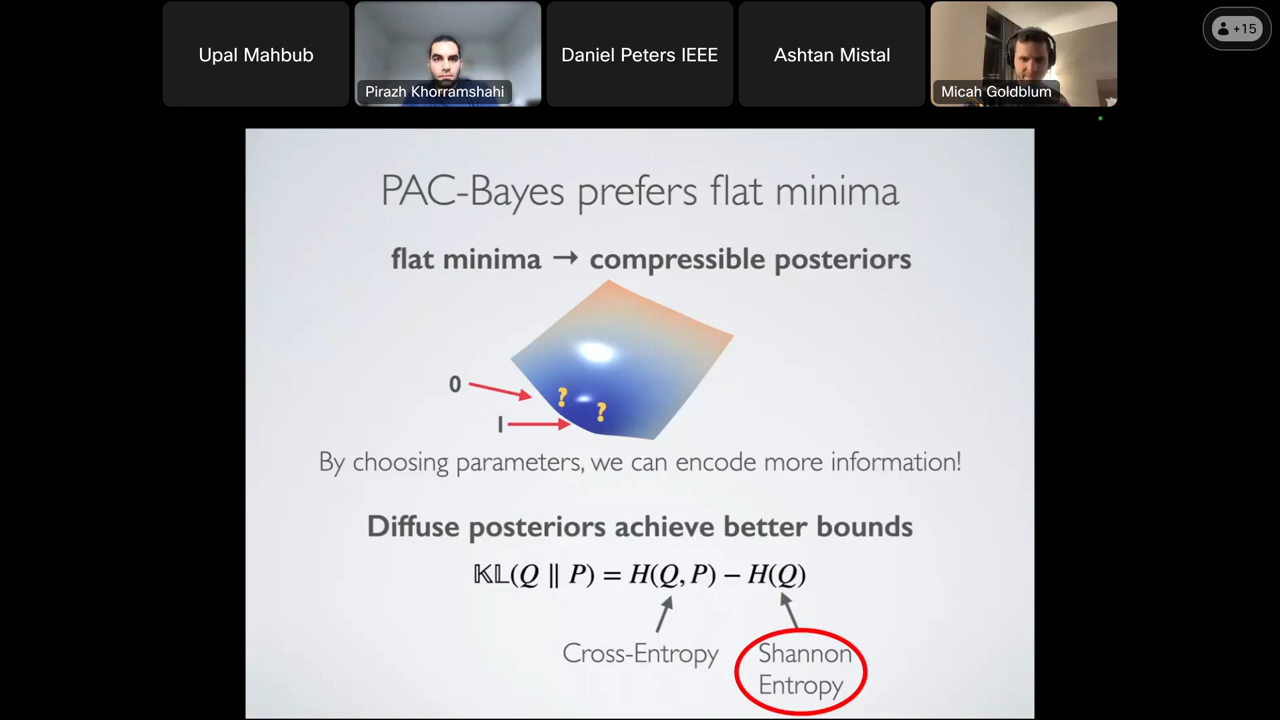 Upal Mahbub
Pirazh Khorramshahi
Daniel Peters IEEE
Ashtan Mistal
Micah Goldblum
+15
PAC-Bayes prefers flat minima
flat minima → compressible posteriors
0
?
?
1
By choosing parameters, we can encode more information!
Diffuse posteriors achieve better bounds
𝕂𝕃(Q ∥ P) = H(Q, P) − H(Q)
Cross-Entropy
Shannon
Entropy